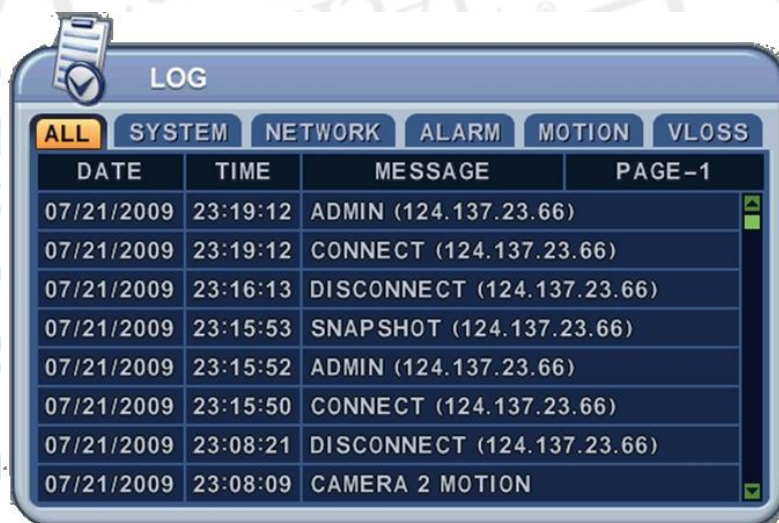 LOG
ALL SYSTEM NETWORK ALARM MOTION VLOSS
DATE TIME MESSAGE PAGE-1
07/21/2009 23:19:12 ADMIN (124.137.23.66)
07/21/2009 23:19:12 CONNECT (124.137.23.66)
07/21/2009 23:16:13 DISCONNECT (124.137.23.66)
07/21/2009 23:15:53 SNAPSHOT (124.137.23.66)
07/21/2009 23:15:52 ADMIN (124.137.23.66)
07/21/2009 23:15:50 CONNECT (124.137.23.66)
07/21/2009 23:08:21 DISCONNECT (124.137.23.66)
07/21/2009 23:08:09 CAMERA 2 MOTION